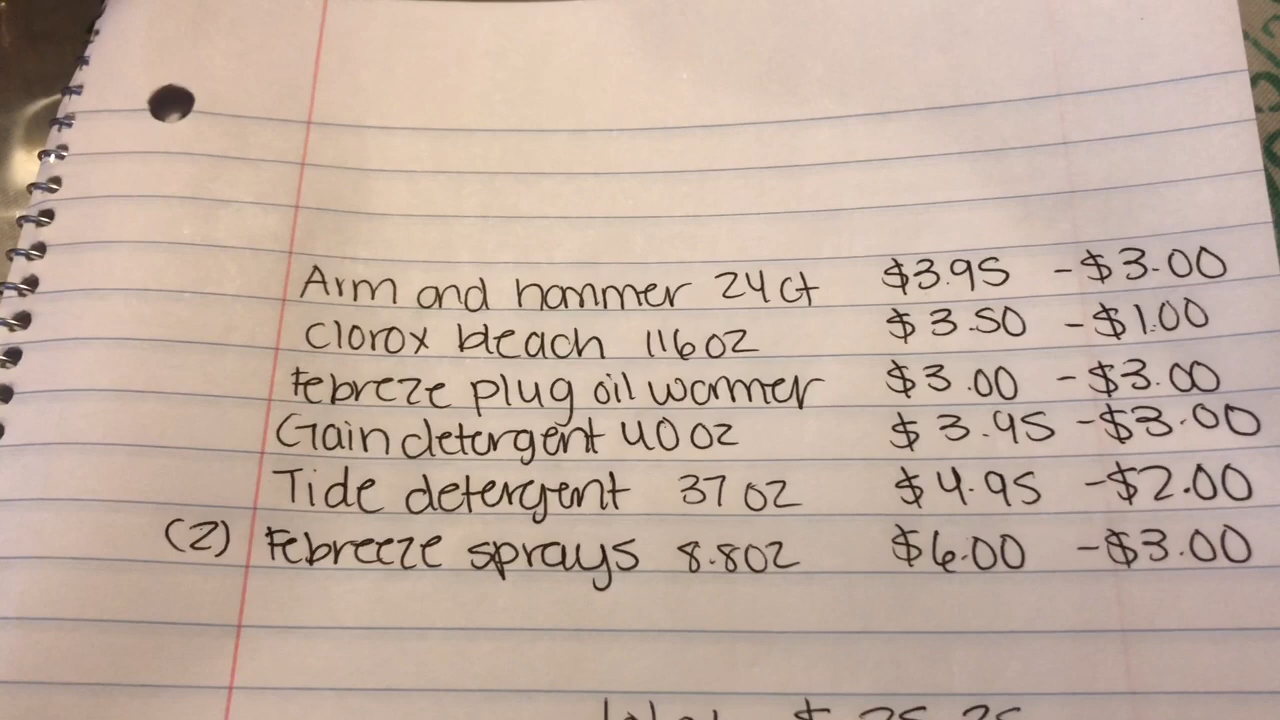 Arm and hammer 24ct $3.95 -$3.00
Clorox bleach 116oz $3.50 -$1.00
Febreze plug oil warmer $3.00 -$3.00
Gain detergent 40oz $3.95 -$3.00
Tide detergent 37oz $4.95 -$2.00
(2) Febreeze sprays 8.8oz $6.00 -$3.00